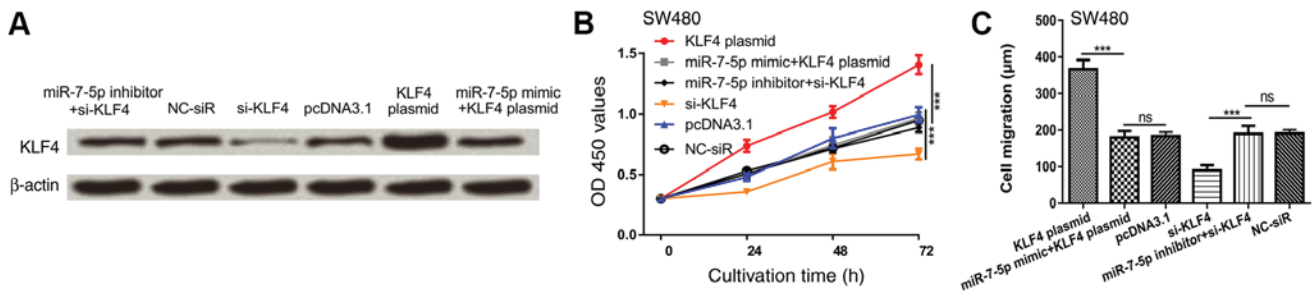 A
miR-7-5p inhibitor
+si-KLF4
NC-siR
si-KLF4
pcDNA3.1
KLF4
plasmid
miR-7-5p mimic
+KLF4 plasmid
KLF4
β-actin
B
SW480
KLF4 plasmid
miR-7-5p mimic+KLF4 plasmid
miR-7-5p inhibitor+si-KLF4
si-KLF4
pcDNA3.1
NC-siR
OD 450 values
1.5
1.0
0.5
0.0
0
24
48
72
Cultivation time (h)
***
***
C
SW480
Cell migration (μm)
500
400
300
200
100
0
***
ns
***
ns
KLF4 plasmid
miR-7-5p mimic+KLF4 plasmid
pcDNA3.1
si-KLF4
miR-7-5p inhibitor+si-KLF4
NC-siR